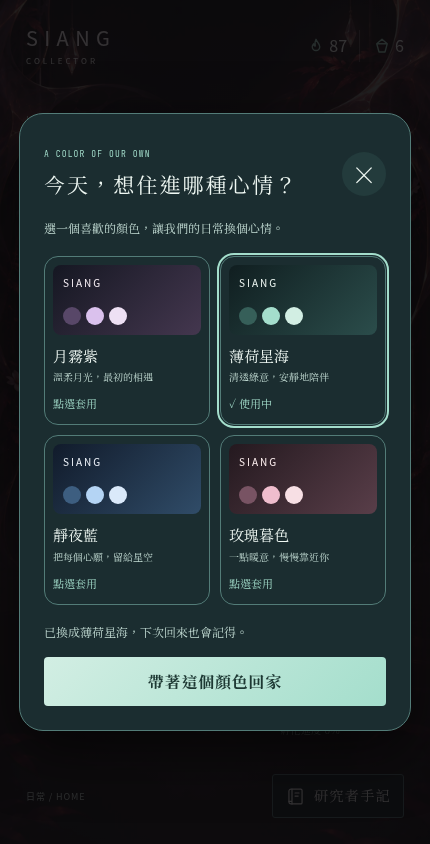 SIANG
COLLECTOR
87
6
A COLOR OF OUR OWN
今天，想住進哪種心情？
選一個喜歡的顏色，讓我們的日常換個心情。
SIANG
月霧紫
溫柔月光，最初的相遇
點選套用
SIANG
薄荷星海
清透綠意，安靜地陪伴
✓ 使用中
SIANG
靜夜藍
把每個心願，留給星空
點選套用
SIANG
玫瑰暮色
一點暖意，慢慢靠近你
點選套用
已換成薄荷星海，下次回來也會記得。
帶著這個顏色回家
日常 / HOME
研究者手記